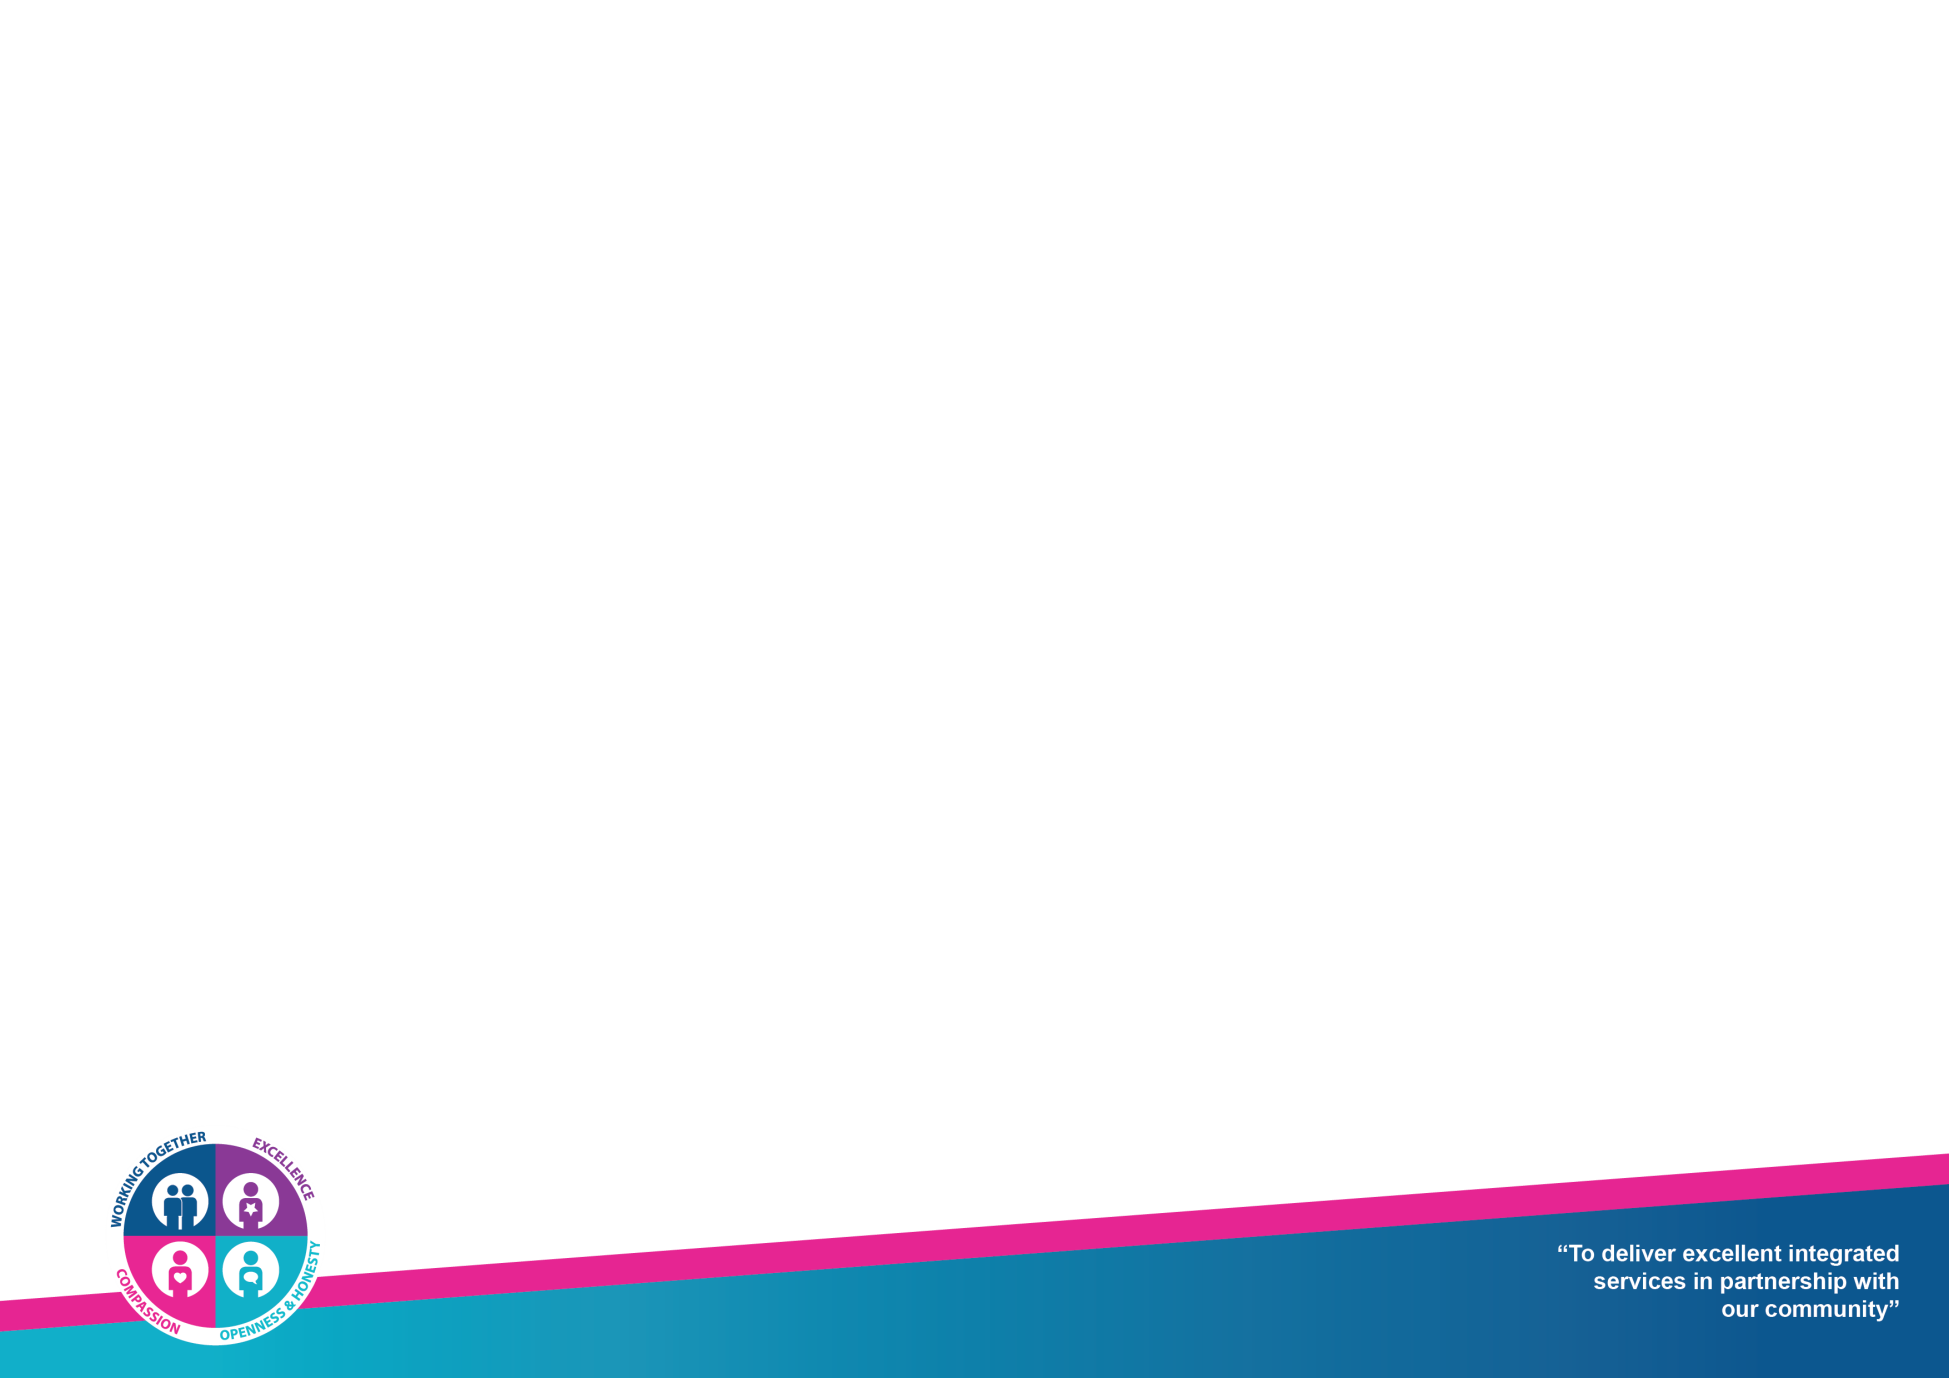 WORKING TOGETHER
EXCELLENCE
COMPASSION
OPENNESS & HONESTY
“To deliver excellent integrated
services in partnership with
our community”